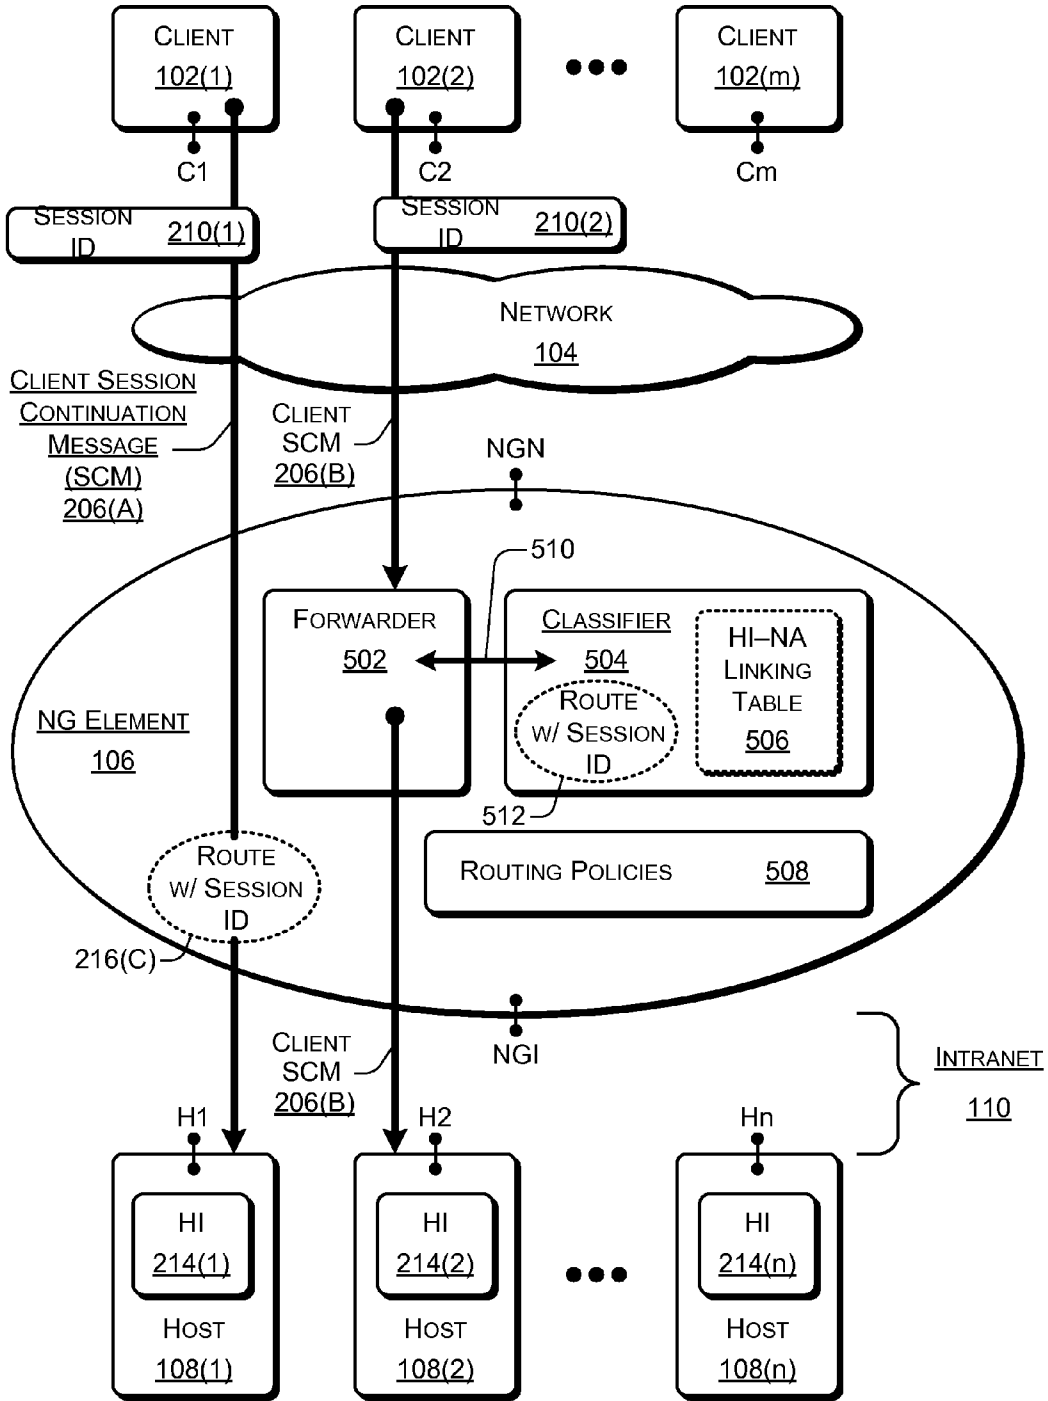 CLIENT
102(1)
CLIENT
102(2)
CLIENT
102(m)
C1
C2
Cm
SESSION
ID
210(1)
SESSION
ID
210(2)
NETWORK
104
CLIENT SESSION
CONTINUATION
MESSAGE
(SCM)
206(A)
CLIENT
SCM
206(B)
NGN
510
FORWARDER
502
CLASSIFIER
504
HI–NA
LINKING
TABLE
506
ROUTE
W/ SESSION
ID
512
NG ELEMENT
106
ROUTING POLICIES
508
ROUTE
W/ SESSION
ID
216(C)
NGI
CLIENT
SCM
206(B)
INTRANET
110
H1
H2
Hn
HI
214(1)
HOST
108(1)
HI
214(2)
HOST
108(2)
HI
214(n)
HOST
108(n)